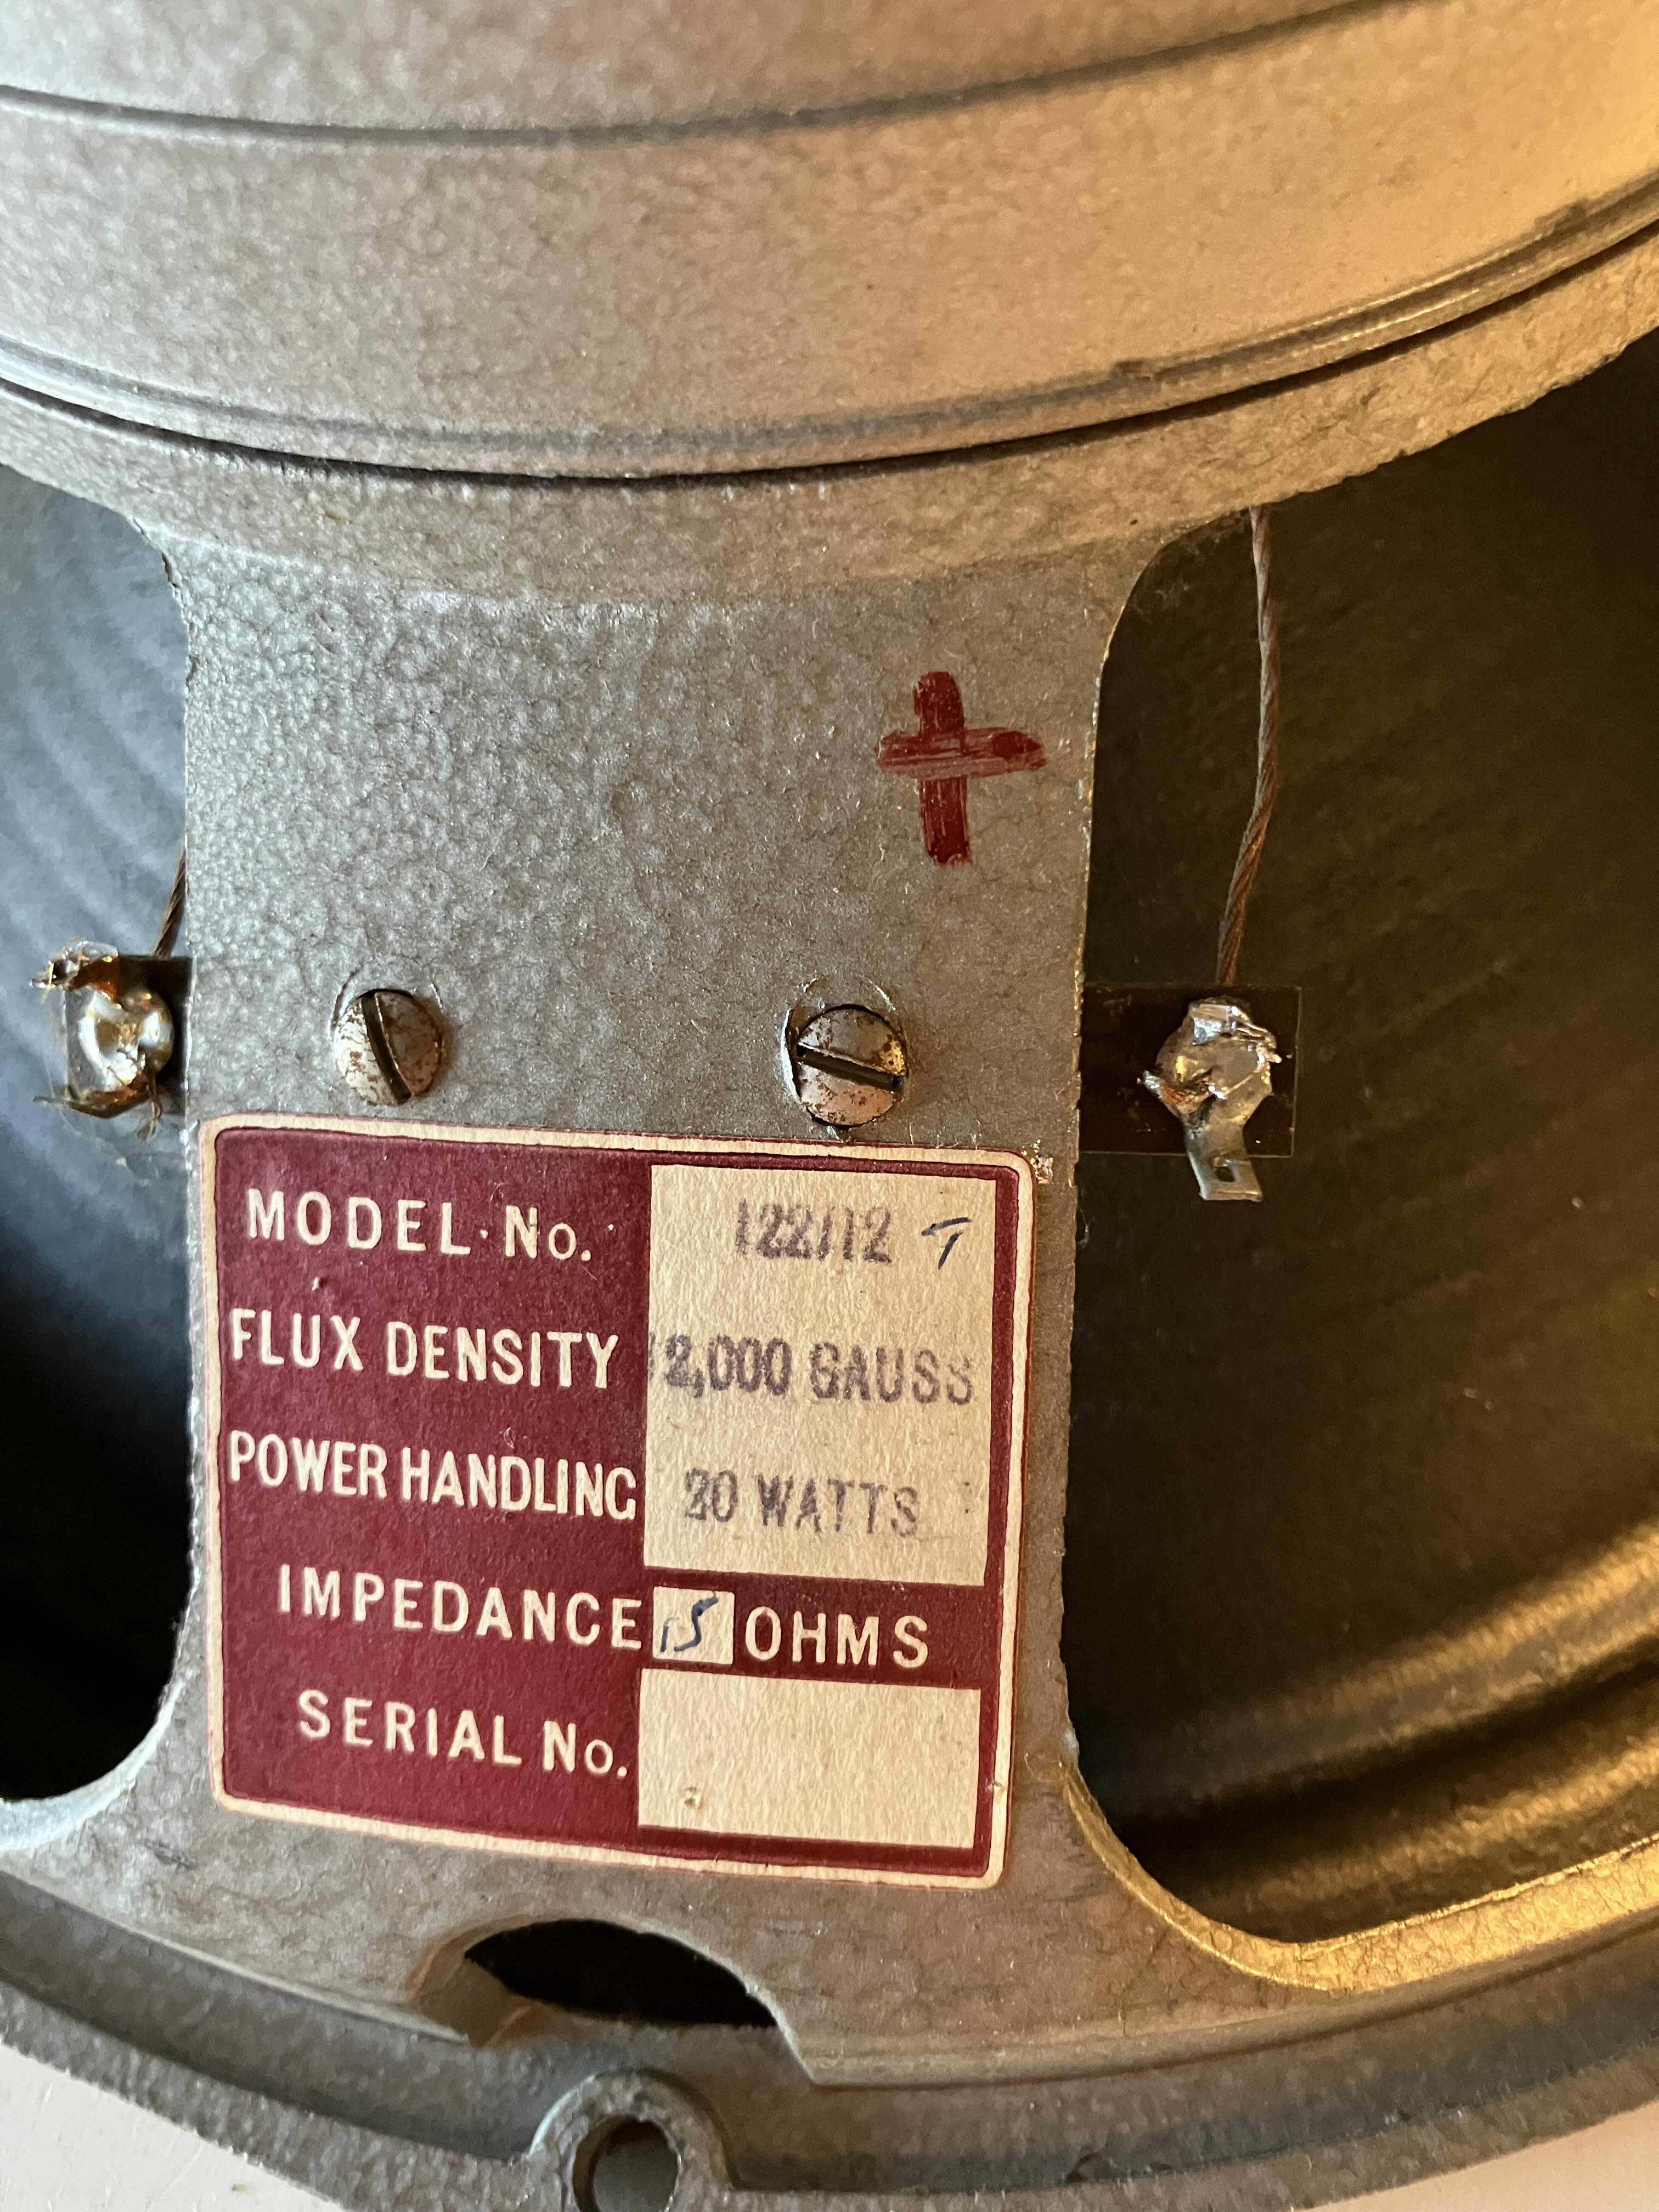 +
MODEL No. 122/12 T
FLUX DENSITY 12,000 GAUSS
POWER HANDLING 20 WATTS
IMPEDANCE 15 OHMS
SERIAL No.